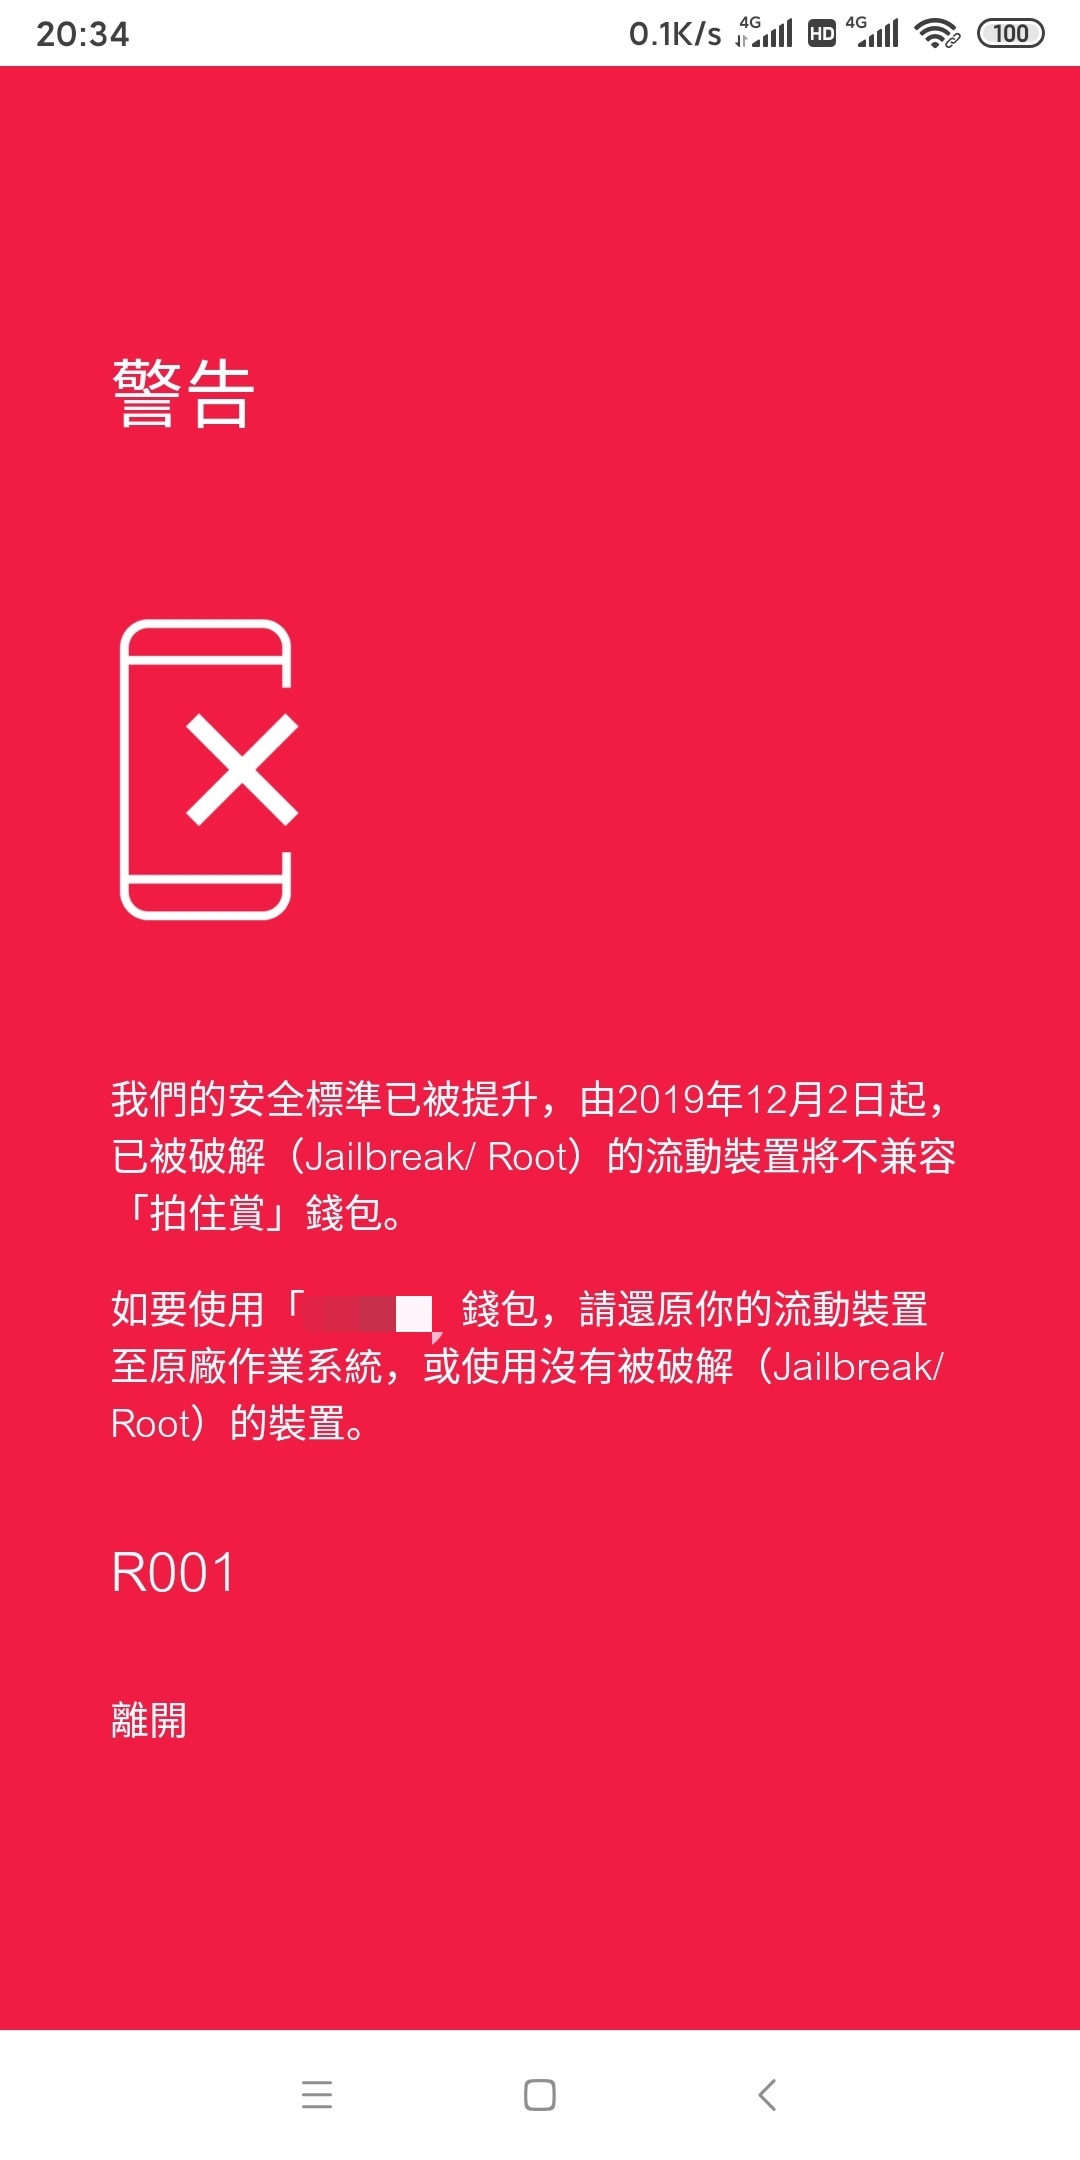 20:34 0.1K/s 4G HD 4G 100
警告
我們的安全標準已被提升，由2019年12月2日起，
已被破解（Jailbreak/ Root）的流動裝置將不兼容
「拍住賞」錢包。
如要使用「 錢包，請還原你的流動裝置
至原廠作業系統，或使用沒有被破解（Jailbreak/
Root）的裝置。
R001
離開